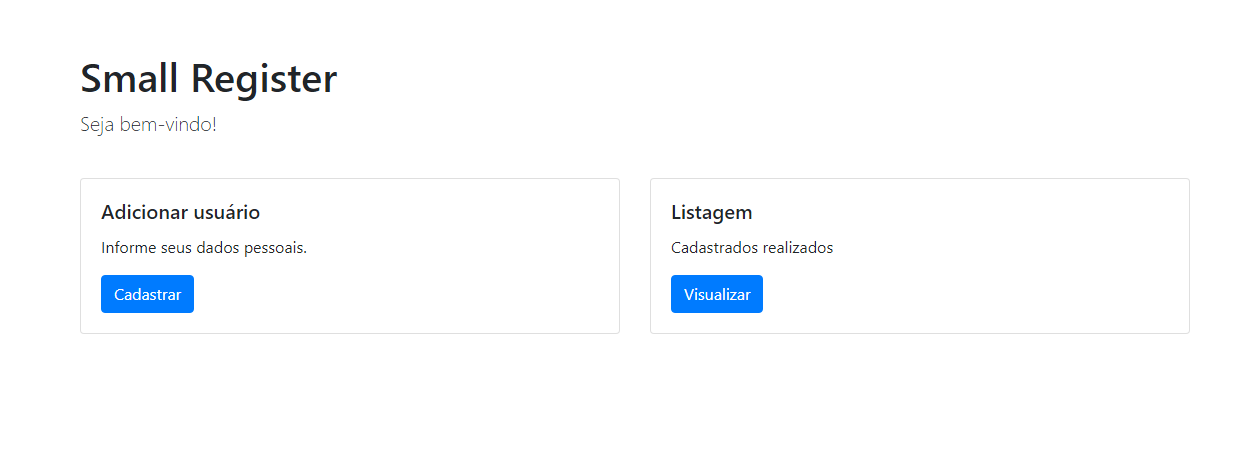 Small Register
Seja bem-vindo!
Adicionar usuário
Informe seus dados pessoais.
Cadastrar
Listagem
Cadastrados realizados
Visualizar